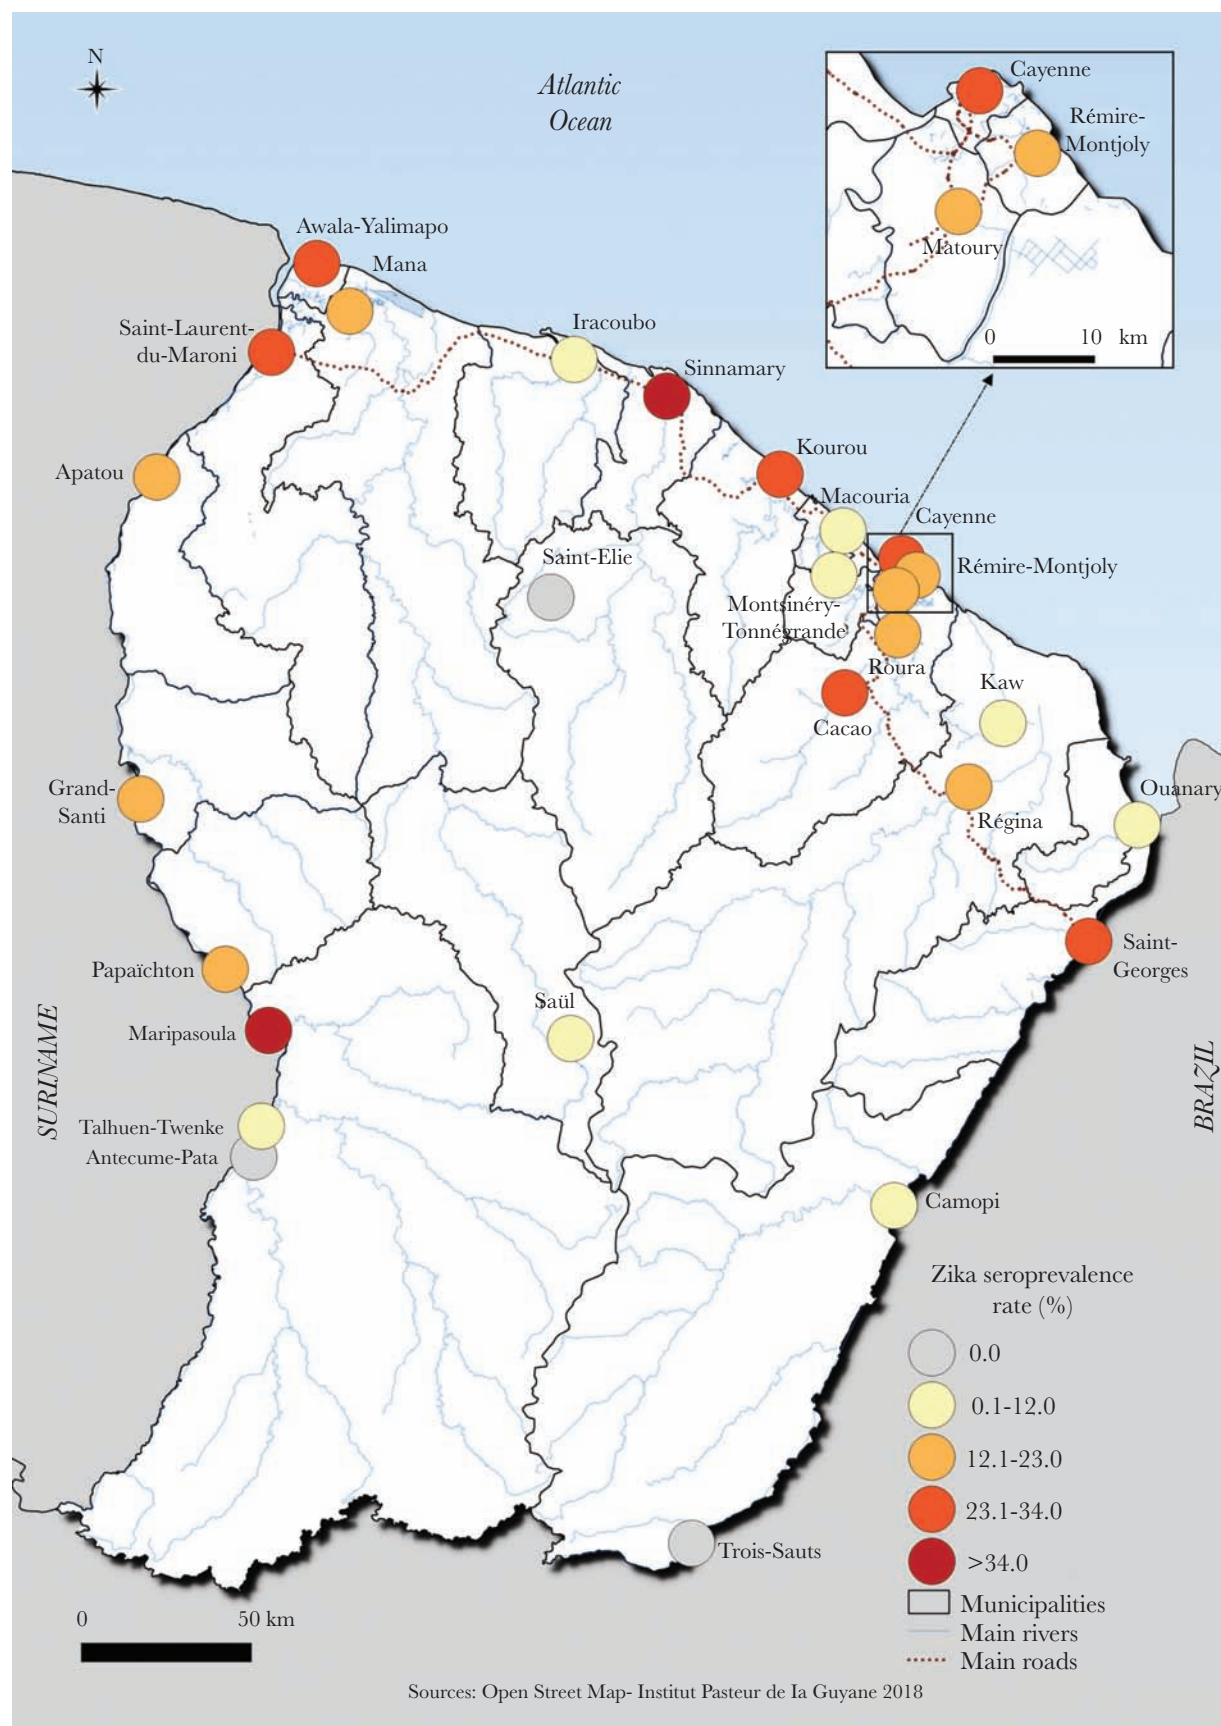 N
Atlantic
Ocean
Cayenne
Rémire-
Montjoly
Matoury
0 10 km
Awala-Yalimapo
Mana
Saint-Laurent-
du-Maroni
Iracoubo
Sinnamary
Apatou
Kourou
Macouria
Cayenne
Saint-Elie
Rémire-Montjoly
Montsinéry-
Tonnégrande
Roura
Kaw
Cacao
Grand-
Santi
Ouanary
Régina
Papaïchton
Saint-
Georges
Saül
Maripasoula
SURINAME
BRAZIL
Talhuen-Twenke
Antecume-Pata
Camopi
Zika seroprevalence
rate (%)
0.0
0.1-12.0
12.1-23.0
23.1-34.0
>34.0
Trois-Sauts
Municipalities
Main rivers
Main roads
0 50 km
Sources: Open Street Map- Institut Pasteur de Ia Guyane 2018